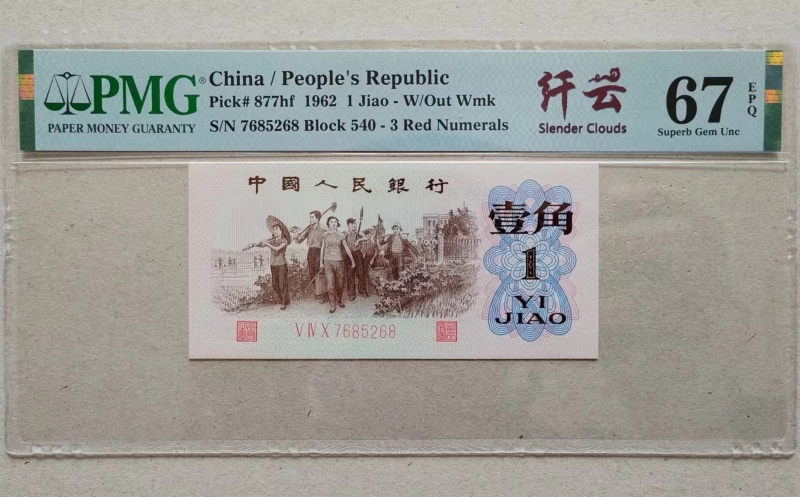 PMG®
PAPER MONEY GUARANTY
China / People's Republic
Pick# 877hf 1962 1 Jiao - W/Out Wmk
S/N 7685268 Block 540 - 3 Red Numerals
纤云
Slender Clouds
67
EPQ
Superb Gem Unc
中國人民銀行
壹角
1
YI
JIAO
V IV X 7685268